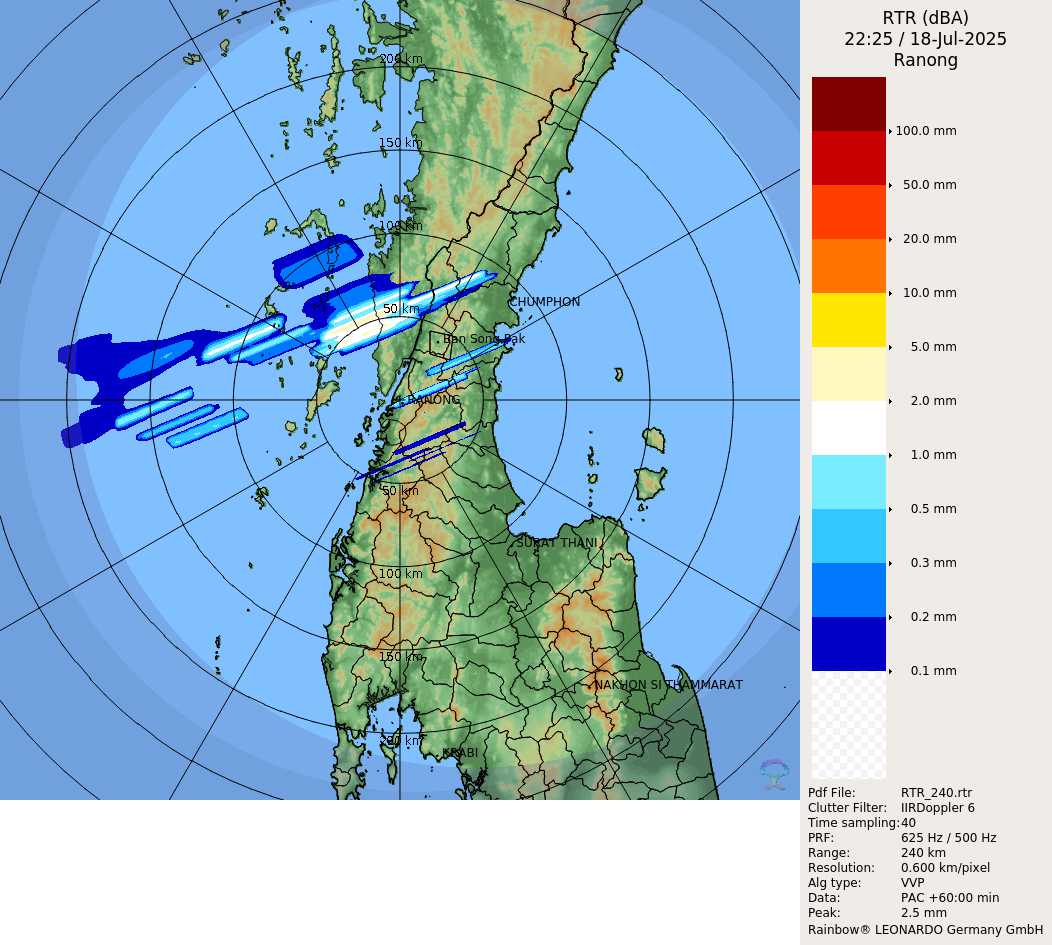 RTR (dBA)
22:25 / 18-Jul-2025
Ranong
200 km
150 km
100 km
50 km
CHUMPHON
Ban Song Pak
RANONG
50 km
SURAT THANI
100 km
150 km
NAKHON SI THAMMARAT
200 km
KRABI
100.0 mm
50.0 mm
20.0 mm
10.0 mm
5.0 mm
2.0 mm
1.0 mm
0.5 mm
0.3 mm
0.2 mm
0.1 mm
Pdf File: RTR_240.rtr
Clutter Filter: IIRDoppler 6
Time sampling:40
PRF: 625 Hz / 500 Hz
Range: 240 km
Resolution: 0.600 km/pixel
Alg type: VVP
Data: PAC +60:00 min
Peak: 2.5 mm
Rainbow® LEONARDO Germany GmbH